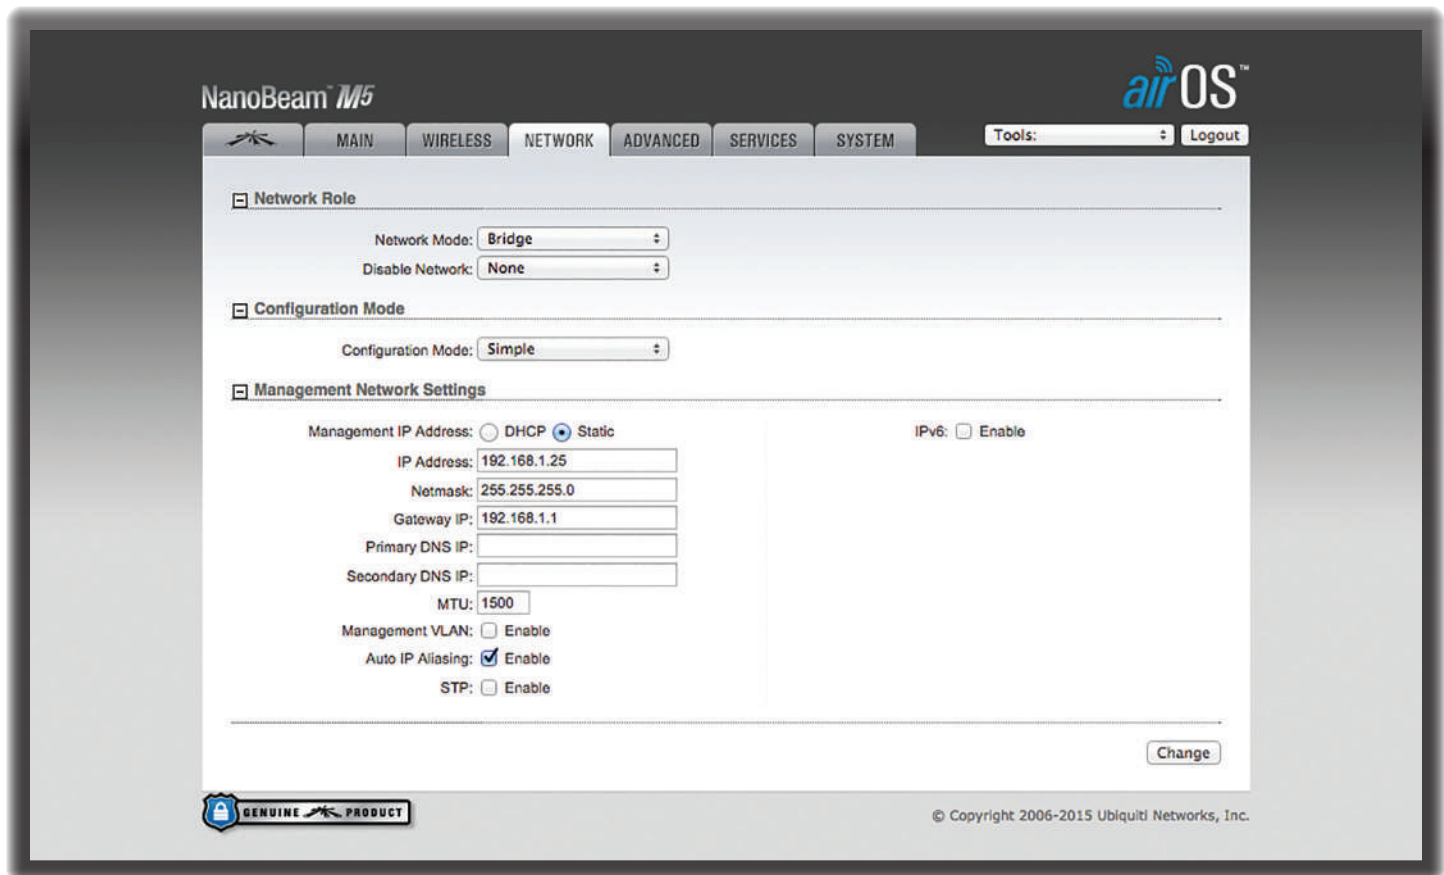 airOS™
NanoBeam™ M5
MAIN WIRELESS NETWORK ADVANCED SERVICES SYSTEM Tools: Logout
Network Role
Network Mode: Bridge
Disable Network: None
Configuration Mode
Configuration Mode: Simple
Management Network Settings
Management IP Address: DHCP Static IPv6: Enable
IP Address: 192.168.1.25
Netmask: 255.255.255.0
Gateway IP: 192.168.1.1
Primary DNS IP:
Secondary DNS IP:
MTU: 1500
Management VLAN: Enable
Auto IP Aliasing: Enable
STP: Enable
Change
GENUINE PRODUCT
© Copyright 2006-2015 Ubiquiti Networks, Inc.